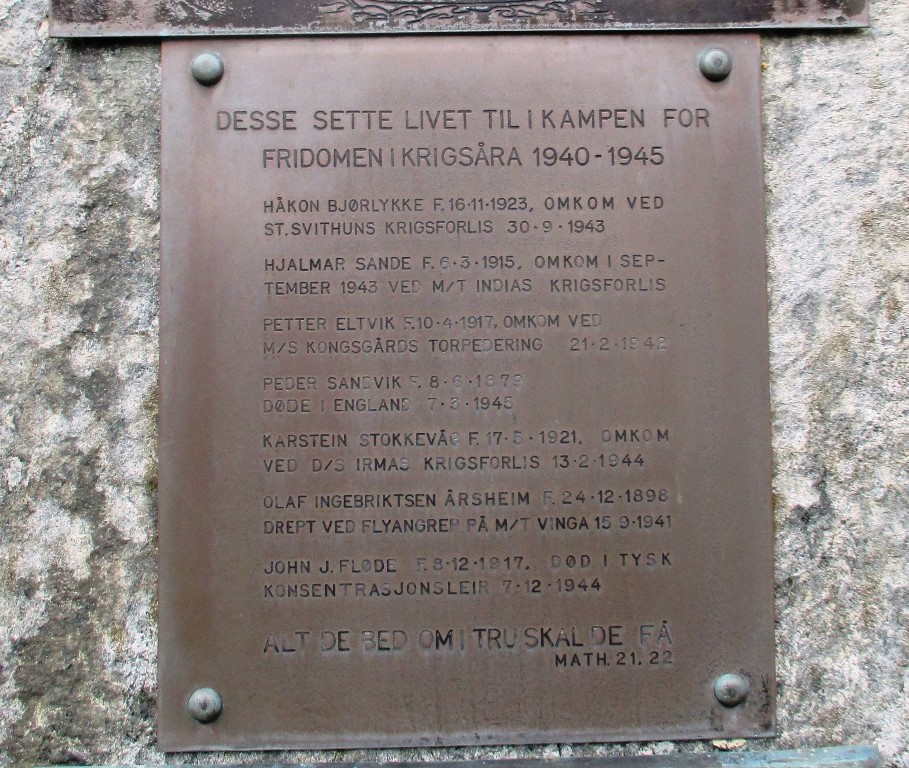 DESSE SETTE LIVET TIL I KAMPEN FOR
FRIDOMEN I KRIGSÅRA 1940-1945
HÅKON BJØRLYKKE F. 16·11·1923, OMKOM VED
ST. SVITHUNS KRIGSFORLIS 30·9·1943
HJALMAR SANDE F. 6·3·1915, OMKOM I SEP-
TEMBER 1943 VED M/T INDIAS KRIGSFORLIS
PETTER ELTVIK F. 10·4·1917, OMKOM VED
M/S KONGSGÅRDS TORPEDERING 21·2·1942
PEDER SANDVIK F. 8·6·1879
DØDE I ENGLAND 7·3·1945
KARSTEIN STOKKEVÅG F. 17·5·1921, OMKOM
VED D/S IRMAS KRIGSFORLIS 13·2·1944
OLAF INGEBRIKTSEN ÅRSHEIM F. 24·12·1898
DREPT VED FLYANGREP PÅ M/T VINGA 15 9·1941
JOHN J. FLØDE F. 8·12·1917, DØD I TYSK
KONSENTRASJONSLEIR 7·12·1944
ALT DE BED OM I TRU SKAL DE FÅ
MATH. 21, 22